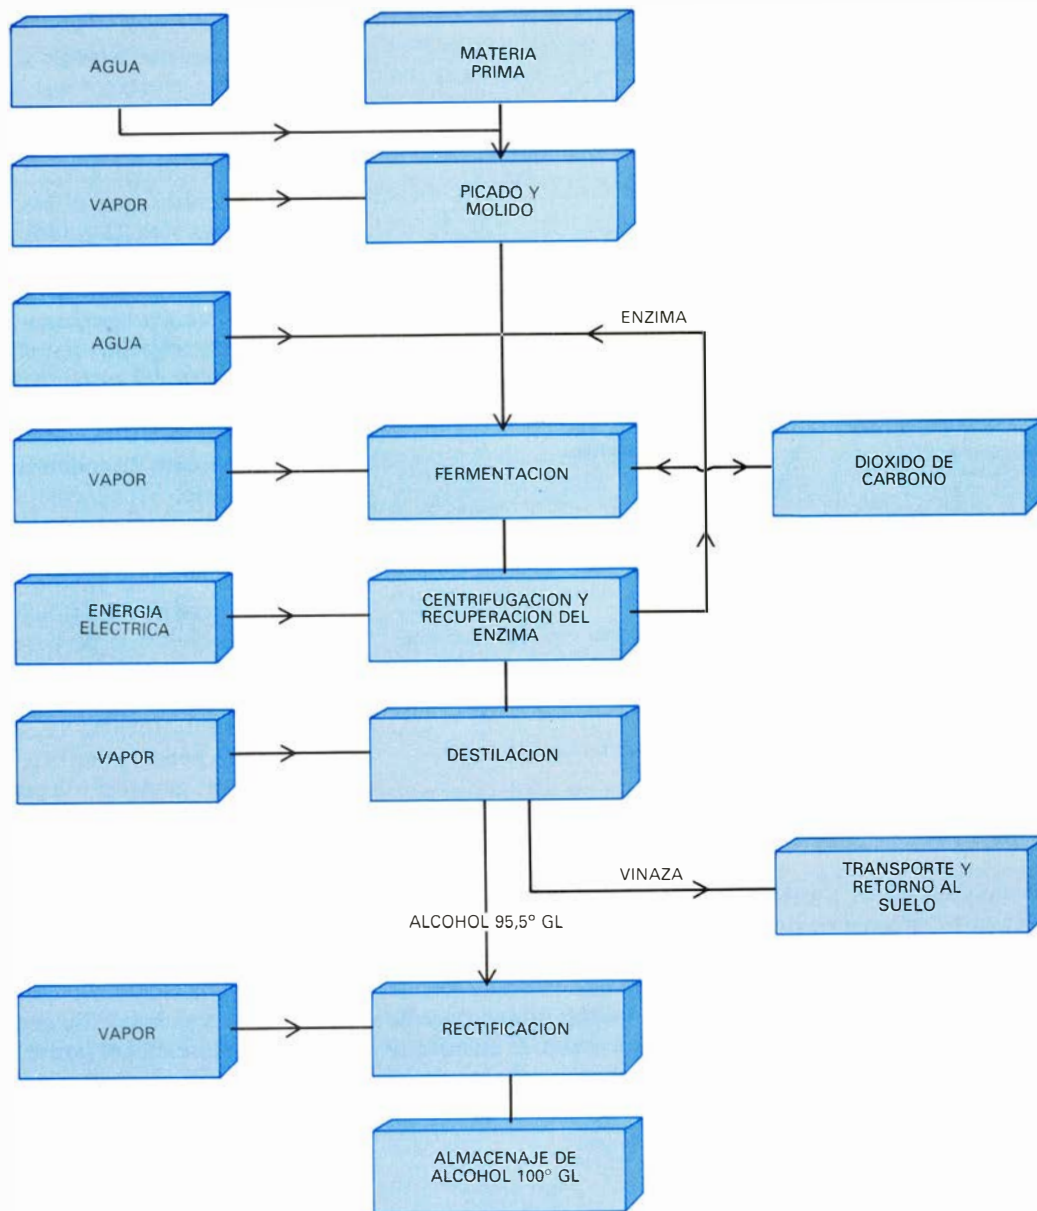 AGUA
MATERIA
PRIMA
VAPOR
PICADO Y
MOLIDO
ENZIMA
AGUA
VAPOR
FERMENTACION
DIOXIDO DE
CARBONO
ENERGIA
ELECTRICA
CENTRIFUGACION Y
RECUPERACION DEL
ENZIMA
VAPOR
DESTILACION
VINAZA
TRANSPORTE Y
RETORNO AL
SUELO
ALCOHOL 95,5° GL
VAPOR
RECTIFICACION
ALMACENAJE DE
ALCOHOL 100° GL